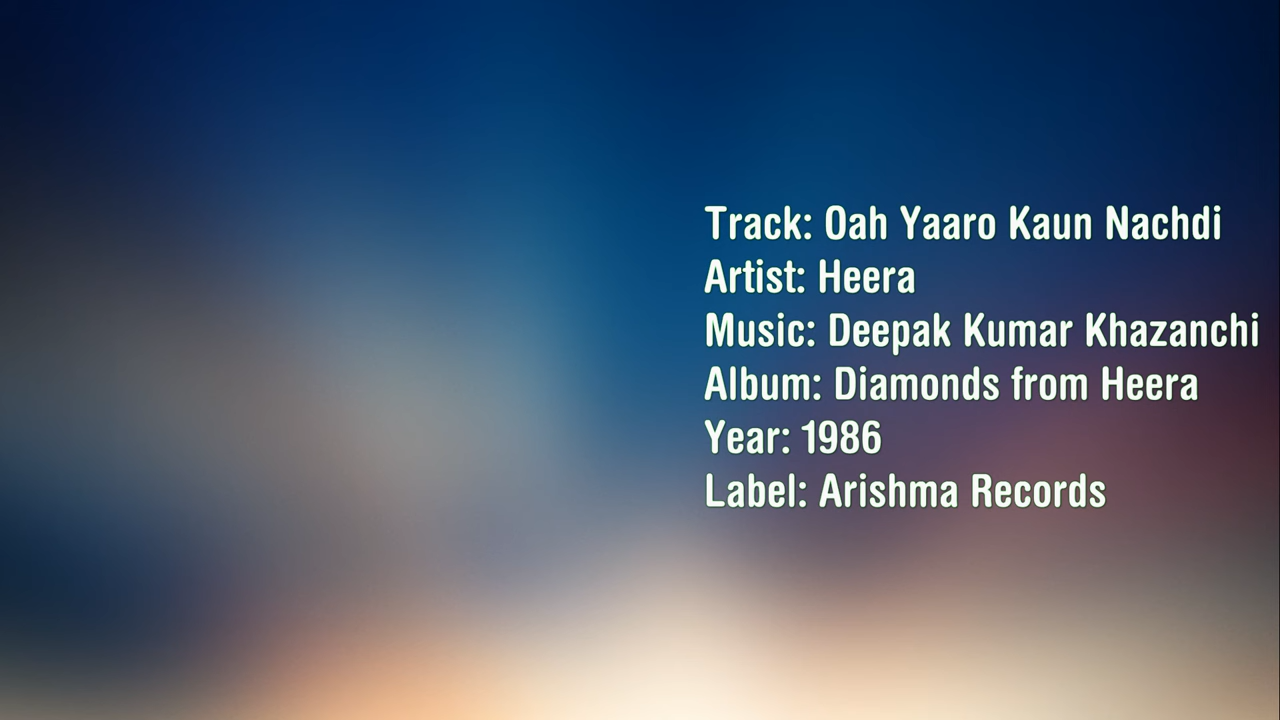 Track: Oah Yaaro Kaun Nachdi
Artist: Heera
Music: Deepak Kumar Khazanchi
Album: Diamonds from Heera
Year: 1986
Label: Arishma Records